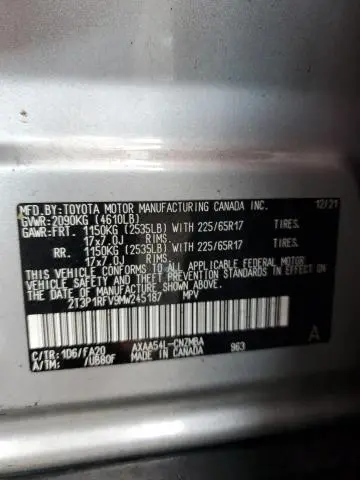 MFD.BY:TOYOTA MOTOR MANUFACTURING CANADA INC. 12/21
GVWR:2090KG (4610LB)
GAWR:FRT. 1150KG (2535LB) WITH 225/65R17 TIRES.
17x7.0J RIMS.
RR. 1150KG (2535LB) WITH 225/65R17 TIRES.
17x7.0J RIMS.
THIS VEHICLE CONFORMS TO ALL APPLICABLE FEDERAL MOTOR
VEHICLE SAFETY AND THEFT PREVENTION STANDARDS IN EFFECT
ON THE DATE OF MANUFACTURE SHOWN ABOVE.
2T3P1RFV9MW245187 MPV
A
C/TR:1D6/FA20 AXAA54L-CNZMBA 963
A/TM: /UB80F MADE IN CANADA